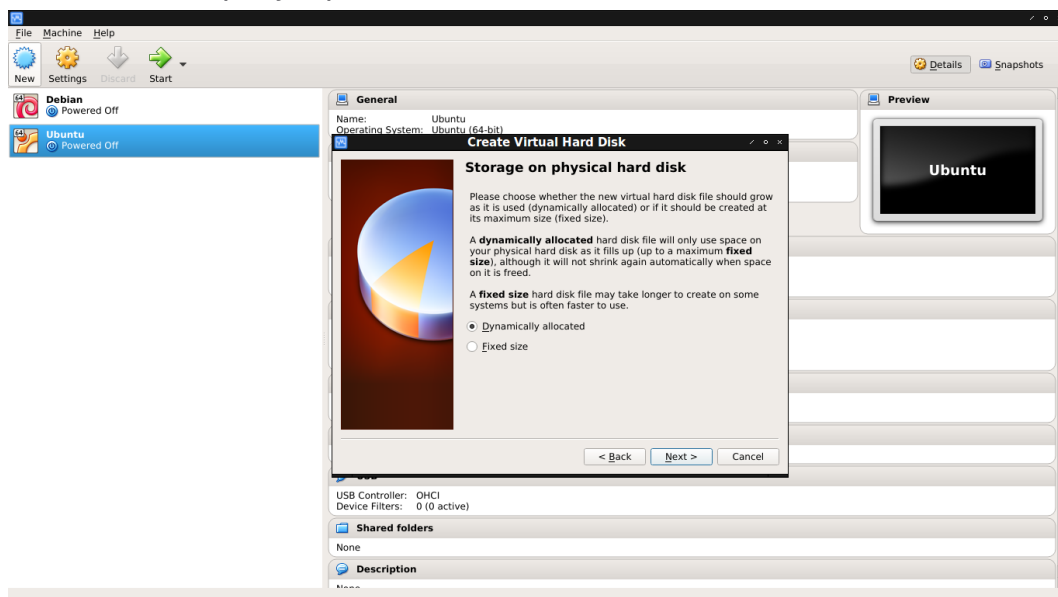 File Machine Help
New Settings Discard Start
Details Snapshots
64 Debian
Powered Off
64 Ubuntu
Powered Off
General
Name: Ubuntu
Operating System: Ubuntu (64-bit)
Preview
Ubuntu
Create Virtual Hard Disk
Storage on physical hard disk
Please choose whether the new virtual hard disk file should grow
as it is used (dynamically allocated) or if it should be created at
its maximum size (fixed size).
A dynamically allocated hard disk file will only use space on
your physical hard disk as it fills up (up to a maximum fixed
size), although it will not shrink again automatically when space
on it is freed.
A fixed size hard disk file may take longer to create on some
systems but is often faster to use.
Dynamically allocated
Fixed size
< Back Next > Cancel
USB Controller: OHCI
Device Filters: 0 (0 active)
Shared folders
None
Description